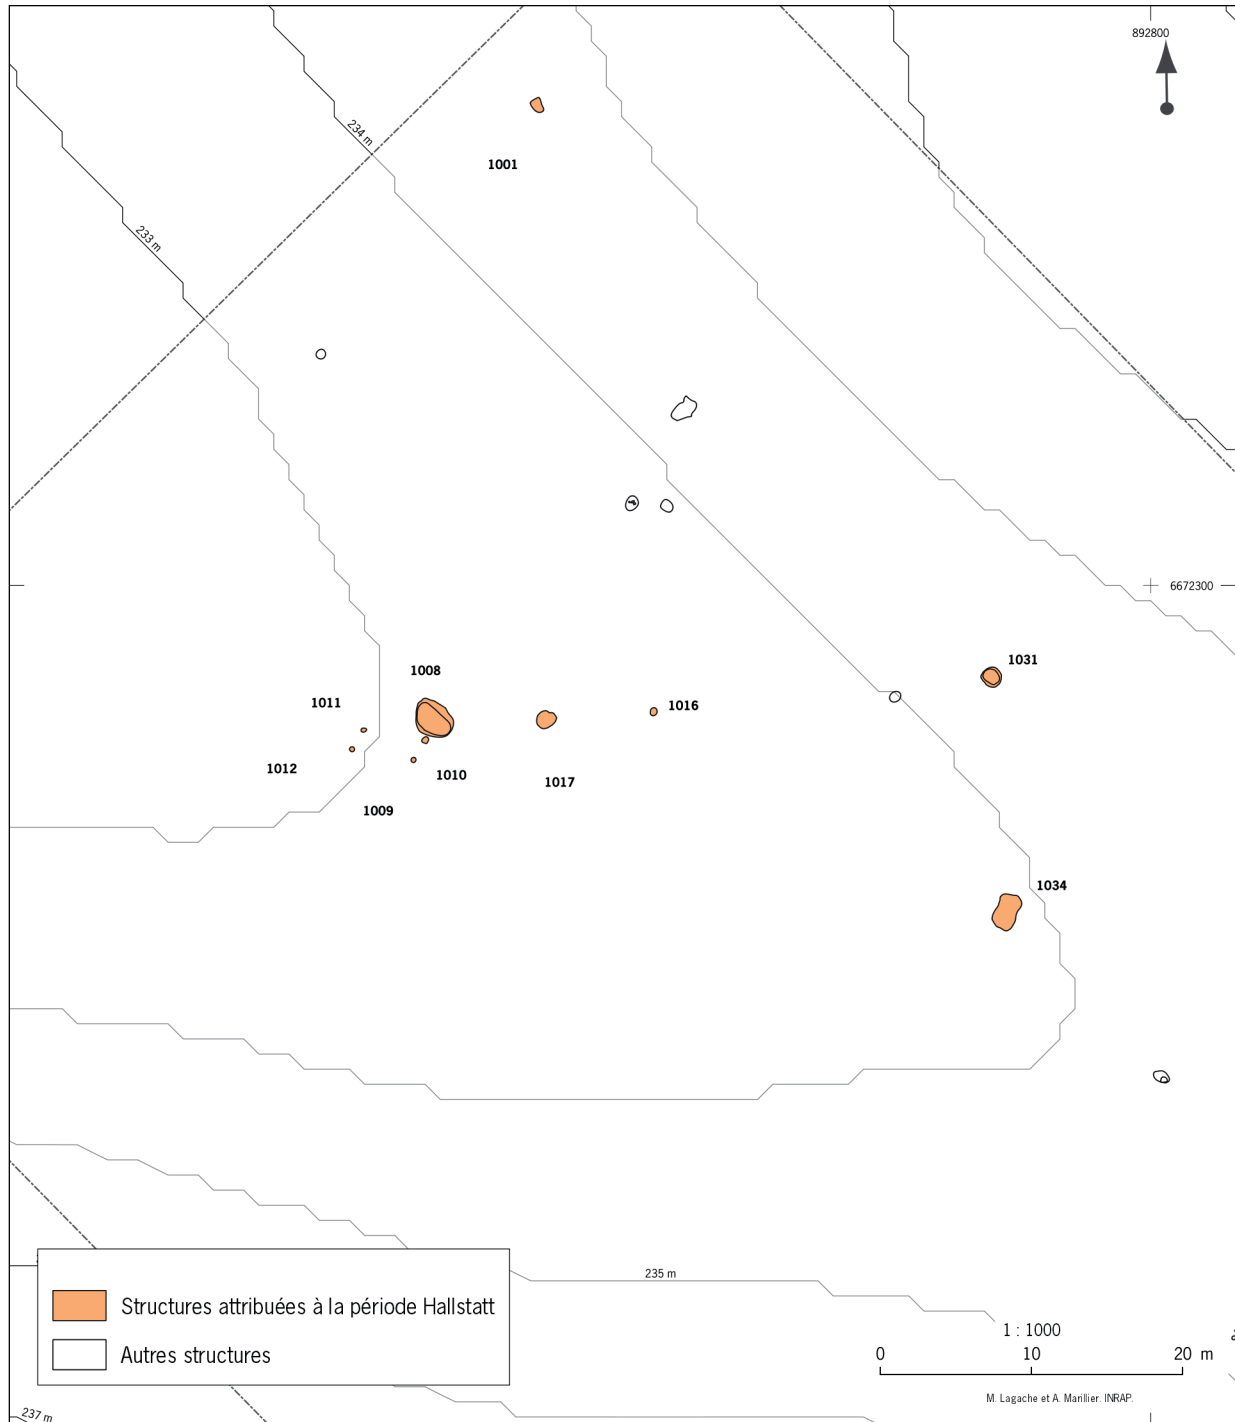 892800
234 m
1001
233 m
6672300
1031
1008
1011
1016
1012
1010
1017
1009
1034
235 m
Structures attribuées à la période Hallstatt
1 : 1000
Autres structures
0 10 20 m
M. Lagache et A. Marillier. INRAP.
237 m